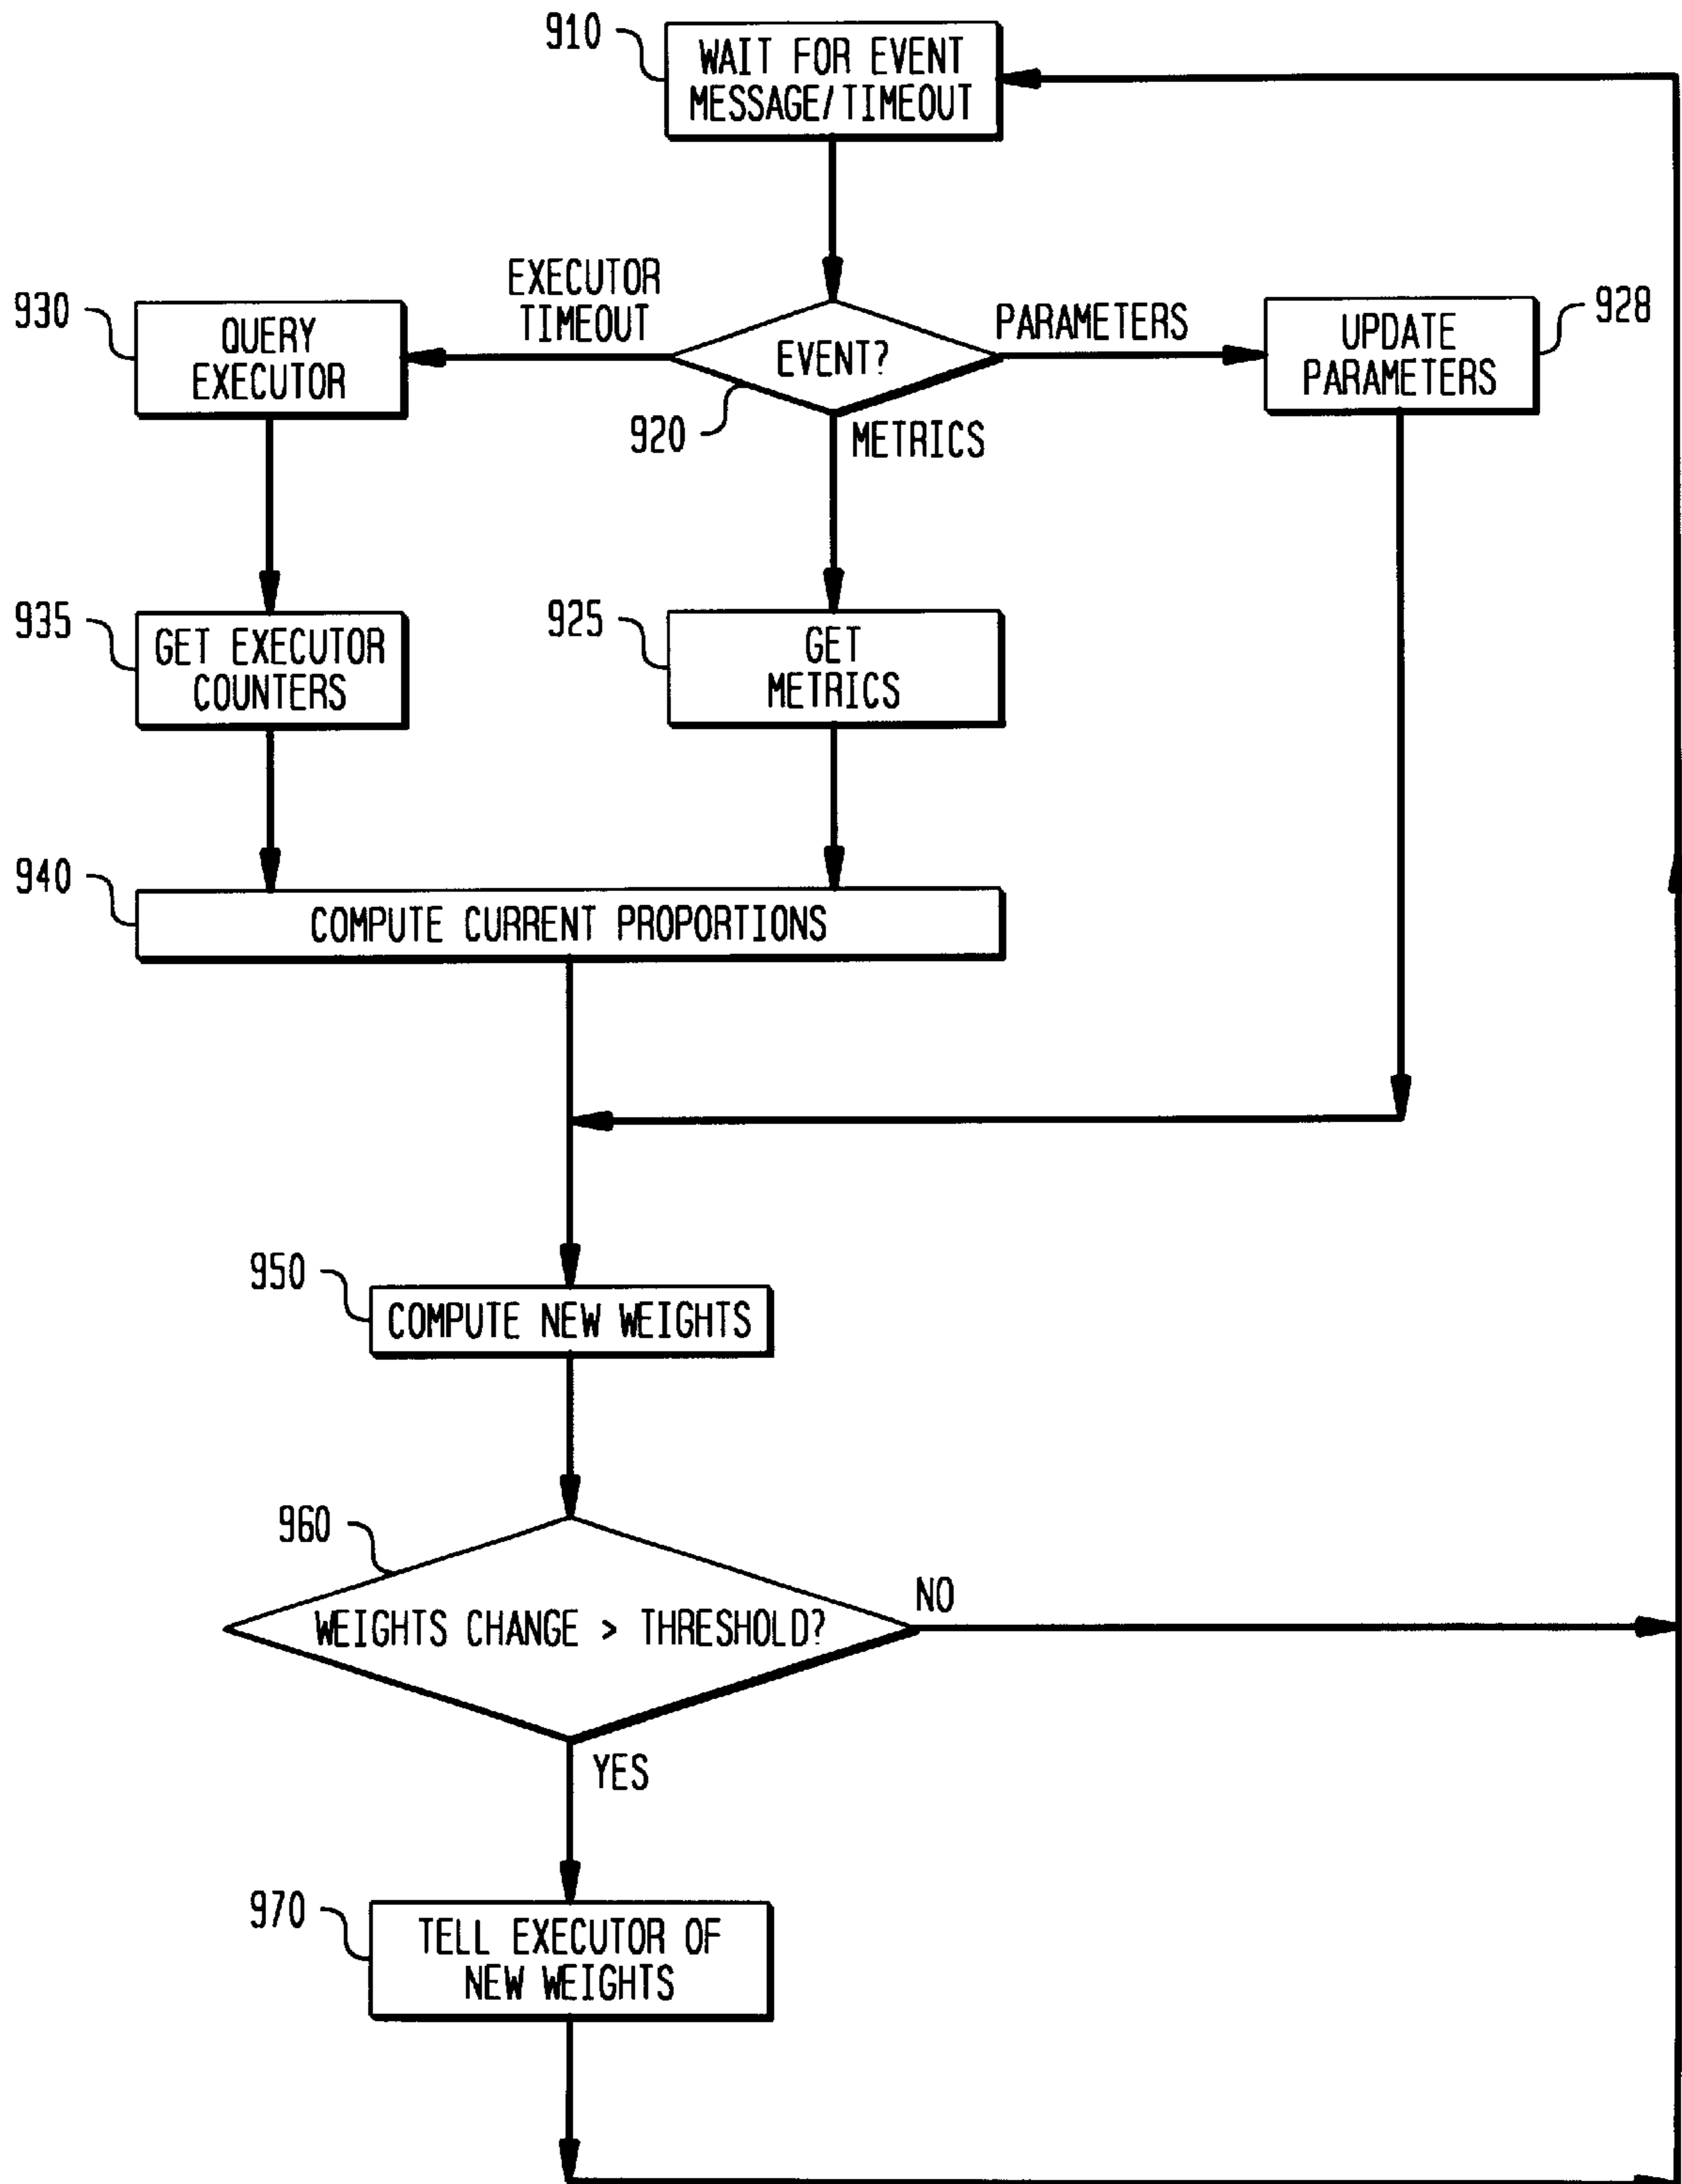 910
WAIT FOR EVENT
MESSAGE/TIMEOUT
EXECUTOR
TIMEOUT
PARAMETERS
930
QUERY
EXECUTOR
EVENT?
920
METRICS
UPDATE
PARAMETERS
928
935
GET EXECUTOR
COUNTERS
925
GET
METRICS
940
COMPUTE CURRENT PROPORTIONS
950
COMPUTE NEW WEIGHTS
960
WEIGHTS CHANGE > THRESHOLD?
NO
YES
970
TELL EXECUTOR OF
NEW WEIGHTS